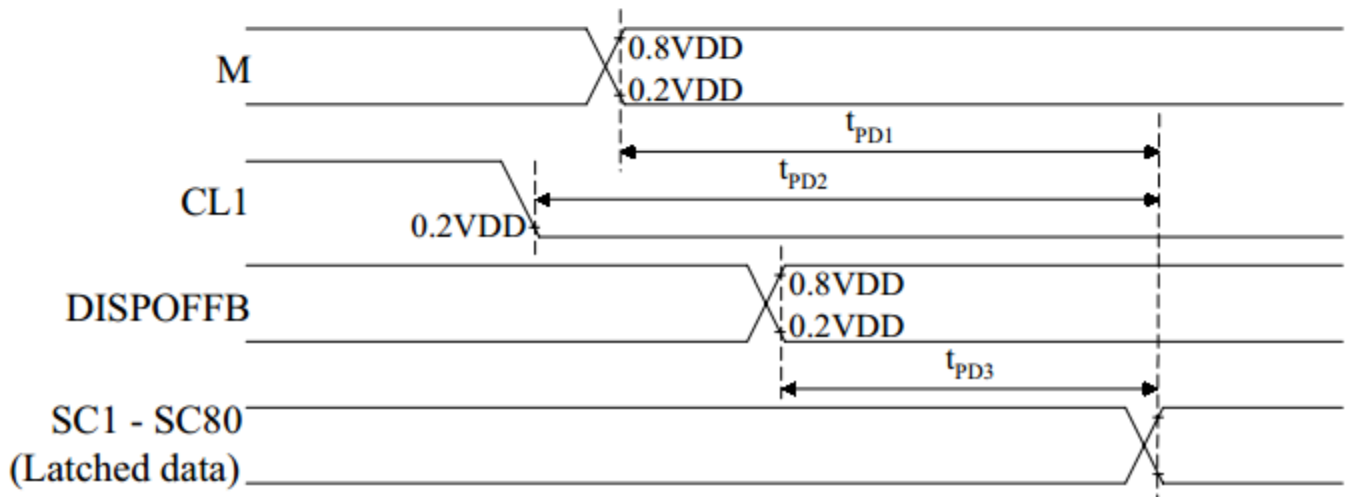 M
0.8VDD
0.2VDD
tPD1
tPD2
CL1
0.2VDD
DISPOFFB
0.8VDD
0.2VDD
tPD3
SC1 - SC80
(Latched data)